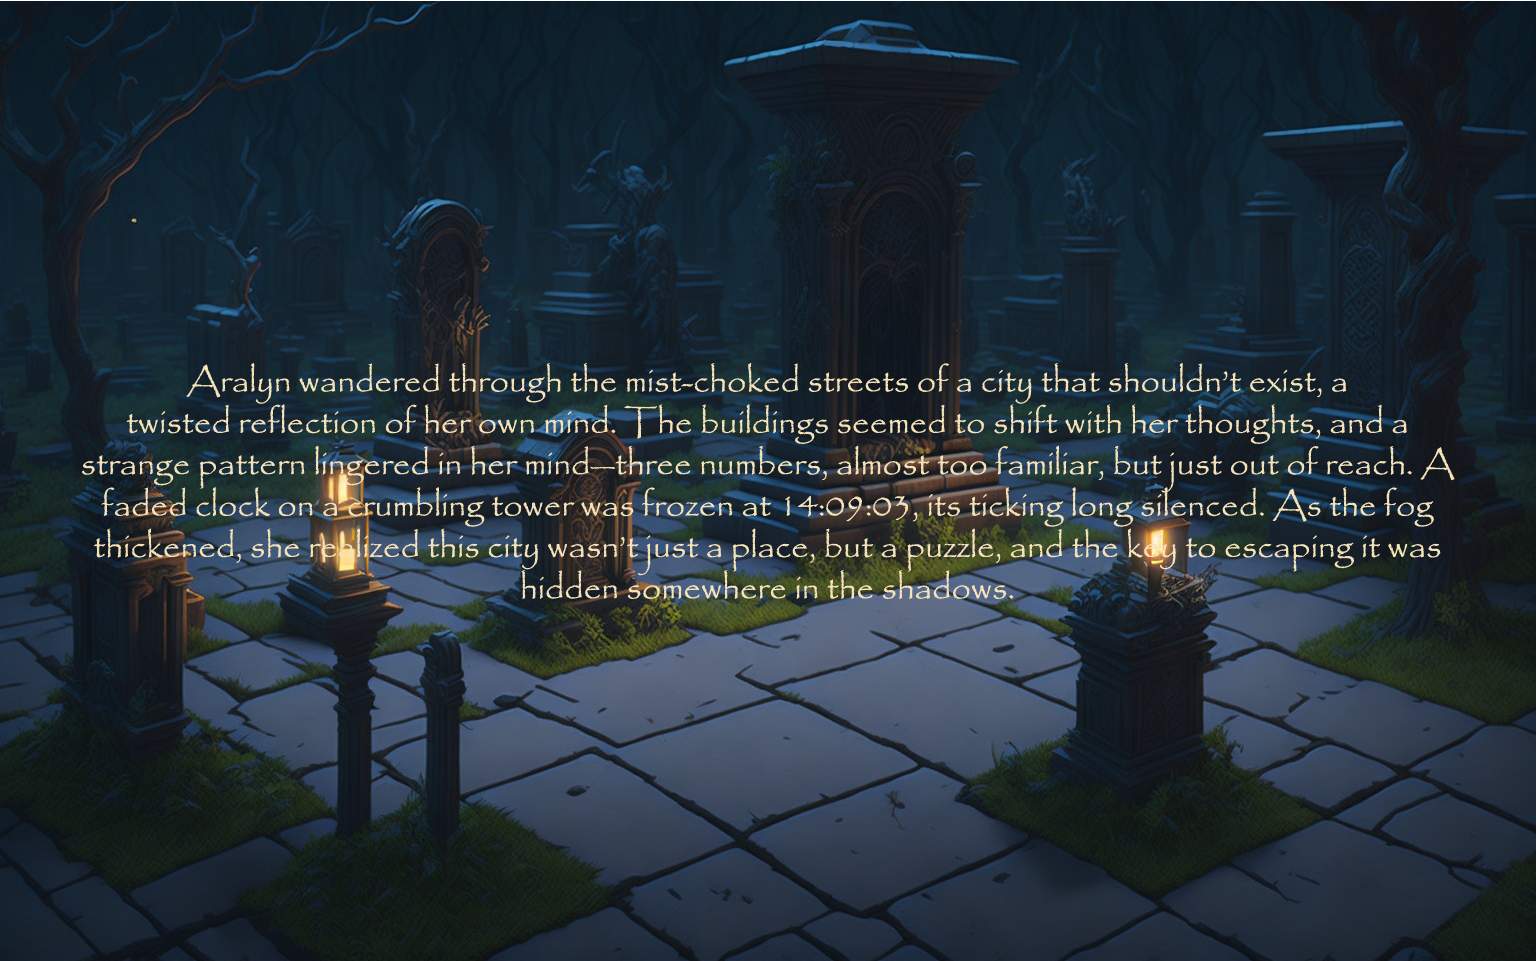 Aralyn wandered through the mist-choked streets of a city that shouldn’t exist, a
twisted reflection of her own mind. The buildings seemed to shift with her thoughts, and a
strange pattern lingered in her mind—three numbers, almost too familiar, but just out of reach. A
faded clock on a crumbling tower was frozen at 14:09:03, its ticking long silenced. As the fog
thickened, she realized this city wasn’t just a place, but a puzzle, and the key to escaping it was
hidden somewhere in the shadows.